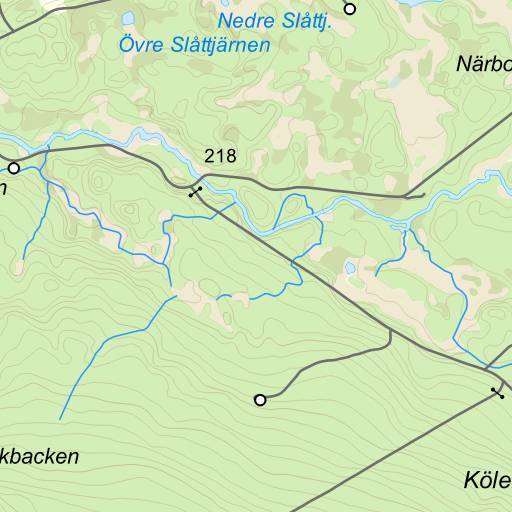 Nedre Slåttj.
Övre Slåttjärnen
Närbo
218
n
kbacken
Köle